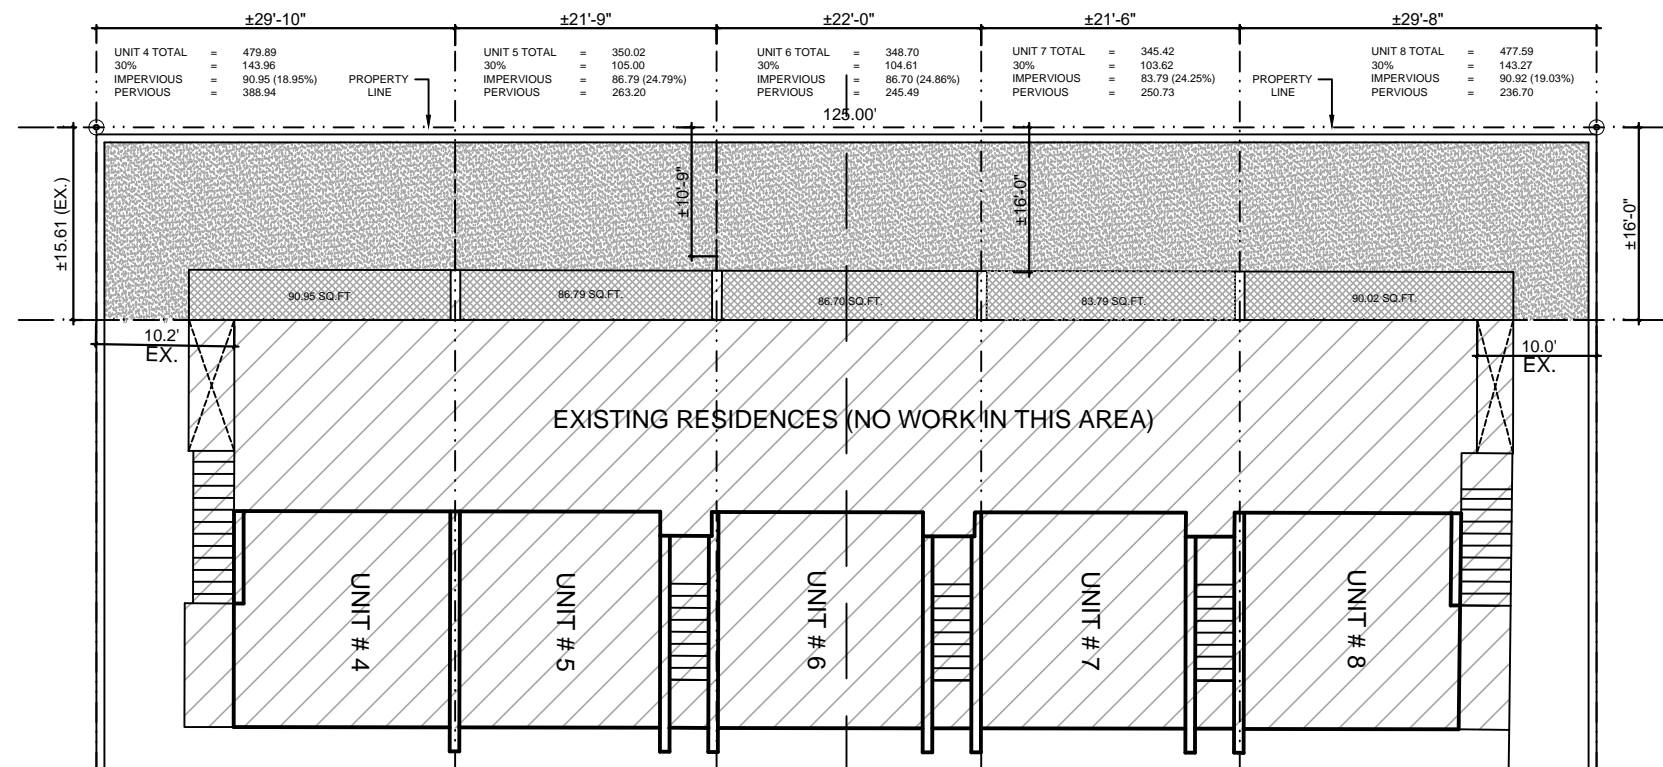 ±29'-10" ±21'-9" ±22'-0" ±21'-6" ±29'-8"
UNIT 4 TOTAL = 479.89
30% = 143.96
IMPERVIOUS = 90.95 (18.95%)
PERVIOUS = 388.94
PROPERTY
LINE
UNIT 5 TOTAL = 350.02
30% = 105.00
IMPERVIOUS = 86.79 (24.79%)
PERVIOUS = 263.20
UNIT 6 TOTAL = 348.70
30% = 104.61
IMPERVIOUS = 86.70 (24.86%)
PERVIOUS = 245.49
UNIT 7 TOTAL = 345.42
30% = 103.62
IMPERVIOUS = 83.79 (24.25%)
PERVIOUS = 250.73
PROPERTY
LINE
UNIT 8 TOTAL = 477.59
30% = 143.27
IMPERVIOUS = 90.92 (19.03%)
PERVIOUS = 236.70
125.00'
±15.61 (EX.)
±10'-9"
±16'-0"
±16'-0"
90.95 SQ.FT.
86.79 SQ.FT.
86.70 SQ.FT.
83.79 SQ.FT.
90.02 SQ.FT.
10.2'
EX.
10.0'
EX.
EXISTING RESIDENCES (NO WORK IN THIS AREA)
UNIT # 4
UNIT # 5
UNIT # 6
UNIT # 7
UNIT # 8